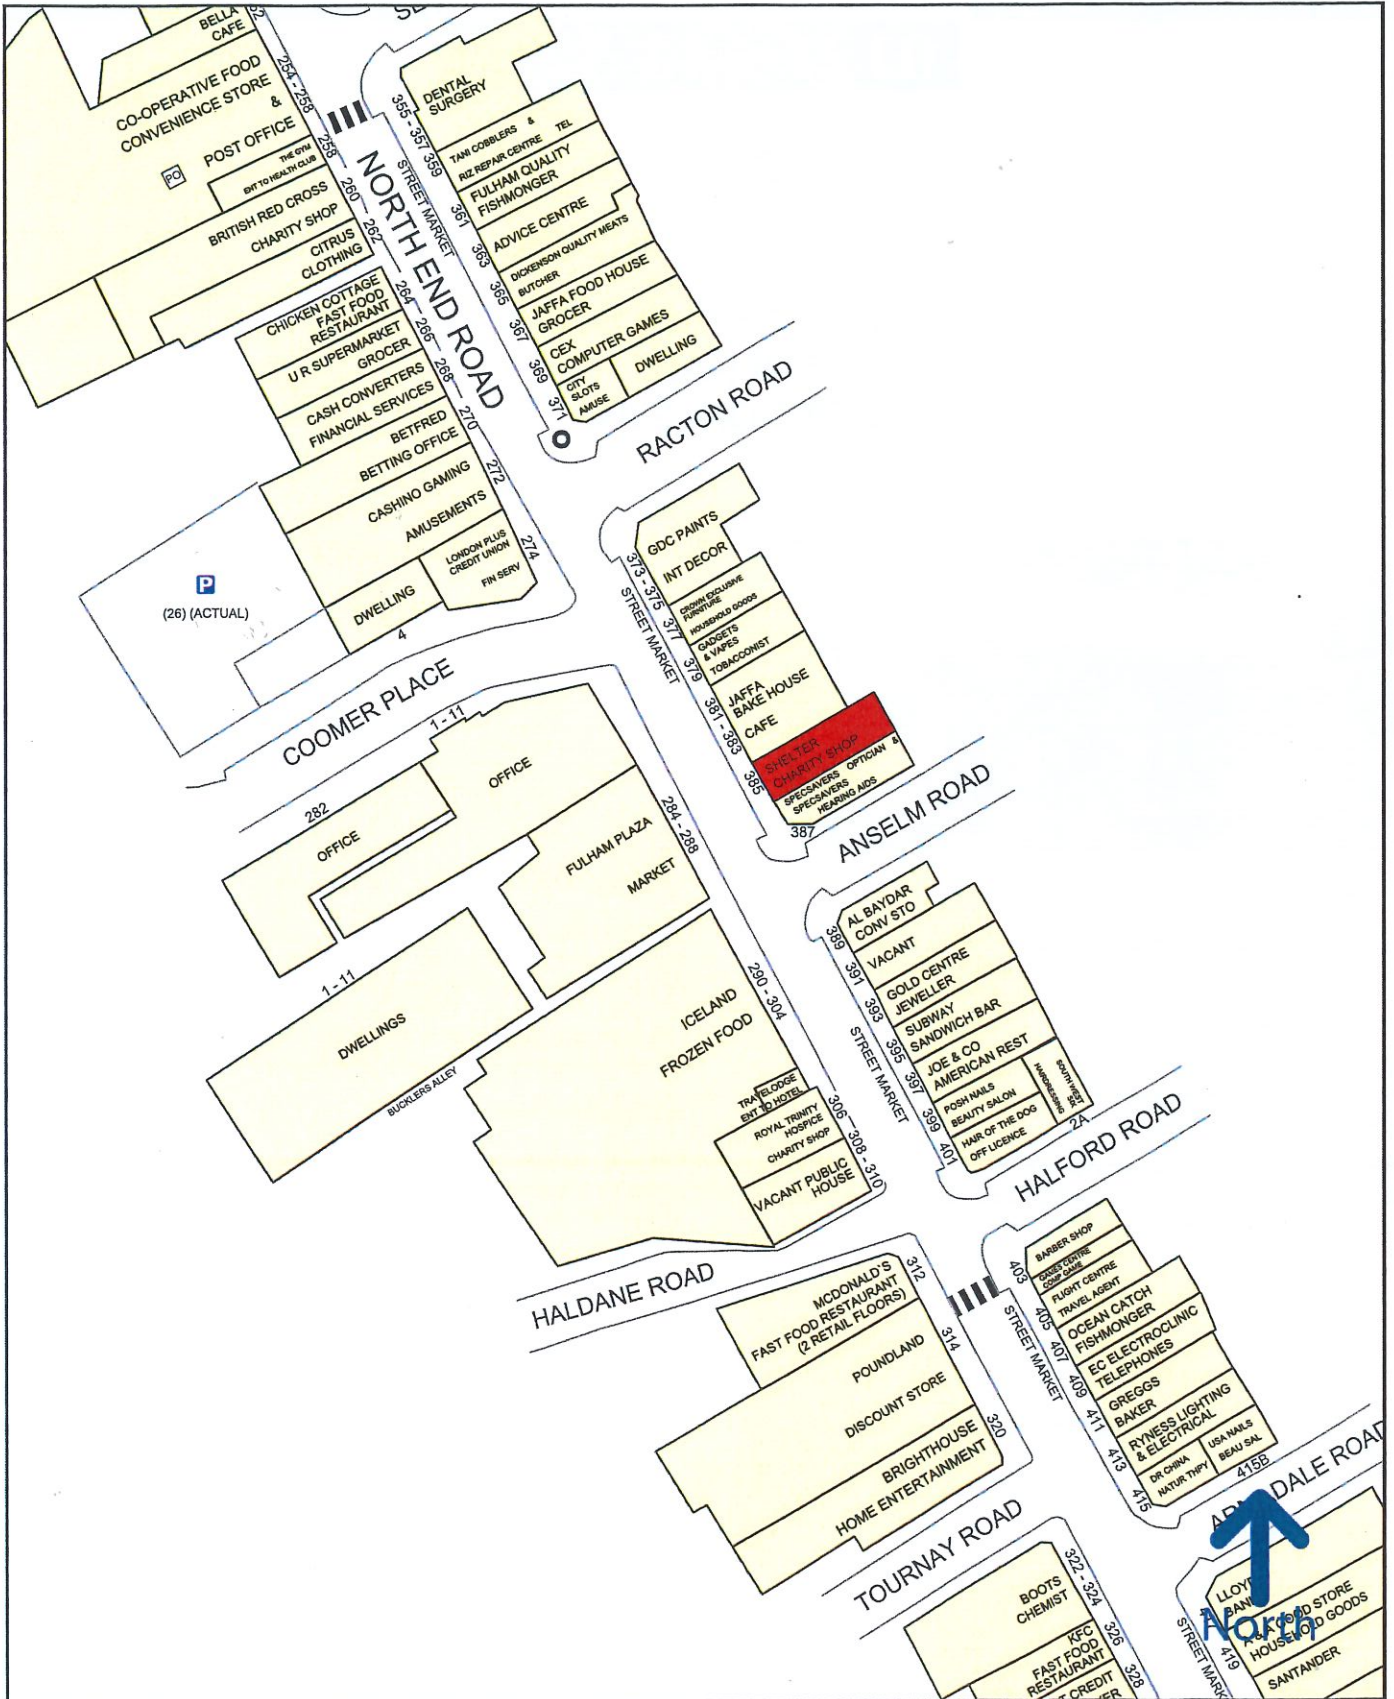 BELLA
CAFE
CO-OPERATIVE FOOD
CONVENIENCE STORE
&
POST OFFICE
PO
THE GYM
ENT TO HEALTH CLUB
BRITISH RED CROSS
CHARITY SHOP
CITRUS
CLOTHING
254 - 258
258
260
262
CHICKEN COTTAGE
FAST FOOD
RESTAURANT
U R SUPERMARKET
GROCER
CASH CONVERTERS
FINANCIAL SERVICES
BETFRED
BETTING OFFICE
CASHINO GAMING
AMUSEMENTS
LONDON PLUS
CREDIT UNION
FIN SERV
DWELLING
4
264
266
268
270
272
274
P
(26) (ACTUAL)
NORTH END ROAD
STREET MARKET
DENTAL
SURGERY
TANI COBBLERS &
RIZ REPAIR CENTRE TEL
FULHAM QUALITY
FISHMONGER
ADVICE CENTRE
DICKENSON QUALITY MEATS
BUTCHER
JAFFA FOOD HOUSE
GROCER
CEX
COMPUTER GAMES
CITY
SLOTS
AMUSE
DWELLING
355 - 357
359
361
363
365
367
369
371
RACTON ROAD
GDC PAINTS
INT DECOR
CROWN EXCLUSIVE
FURNITURE
HOUSEHOLD GOODS
GADGETS
& VAPES
TOBACCONIST
JAFFA
BAKE HOUSE
CAFE
SHELTER
CHARITY SHOP
SPECSAVERS OPTICIAN &
SPECSAVERS
HEARING AIDS
373 - 375
377
379
381 - 383
385
387
STREET MARKET
COOMER PLACE
1 - 11
OFFICE
282
OFFICE
FULHAM PLAZA
MARKET
284 - 288
1 - 11
DWELLINGS
BUCKLERS ALLEY
ICELAND
FROZEN FOOD
290 - 304
TRAVELODGE
ENT TO HOTEL
ROYAL TRINITY
HOSPICE
CHARITY SHOP
VACANT PUBLIC
HOUSE
306
308 - 310
ANSELM ROAD
AL BAYDAR
CONV STO
VACANT
GOLD CENTRE
JEWELLER
SUBWAY
SANDWICH BAR
JOE & CO
AMERICAN REST
POSH NAILS
BEAUTY SALON
HAIR OF THE DOG
OFF LICENCE
SOUTH WEST
SIX
HAIRDRESSING
2A
389
391
393
395
397
399
401
STREET MARKET
HALFORD ROAD
HALDANE ROAD
MCDONALD'S
FAST FOOD RESTAURANT
(2 RETAIL FLOORS)
POUNDLAND
DISCOUNT STORE
BRIGHTHOUSE
HOME ENTERTAINMENT
312
314
320
BARBER SHOP
GAMES CENTRE
COMP GAME
FLIGHT CENTRE
TRAVEL AGENT
OCEAN CATCH
FISHMONGER
EC ELECTROCLINIC
TELEPHONES
GREGGS
BAKER
RYNESS LIGHTING
& ELECTRICAL
DR CHINA
NATUR THPY
USA NAILS
BEAU SAL
415B
403
405
407
409
411
413
415
STREET MARKET
TOURNAY ROAD
BOOTS
CHEMIST
KFC
FAST FOOD
RESTAURANT
CREDIT
322 - 324
326
328
STREET
419
GOOD STORE
HOUSEHOLD GOODS
SANTANDER
North